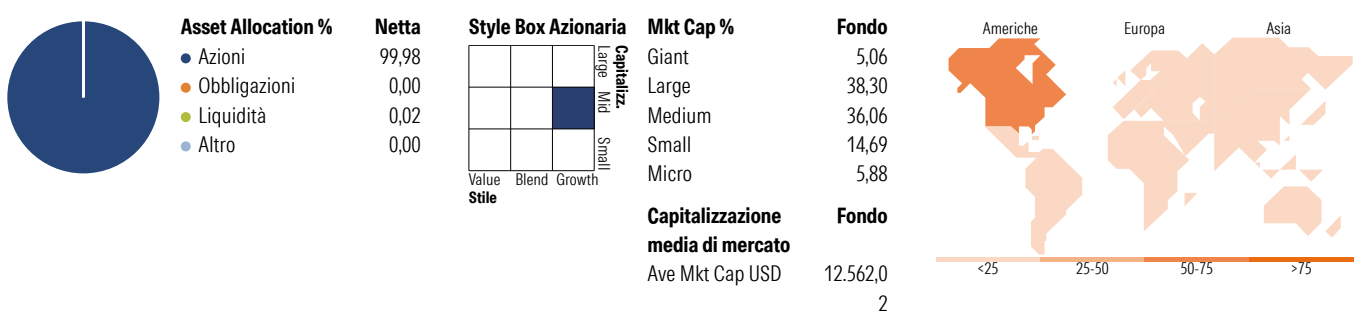 Asset Allocation % Netta
Azioni 99,98
Obbligazioni 0,00
Liquidità 0,02
Altro 0,00
Style Box Azionaria
Large
Mid
Small
Capitalizz.
Value Blend Growth
Stile
Mkt Cap % Fondo
Giant 5,06
Large 38,30
Medium 36,06
Small 14,69
Micro 5,88
Capitalizzazione Fondo
media di mercato
Ave Mkt Cap USD 12.562,0
2
Americhe Europa Asia
<25 25-50 50-75 >75